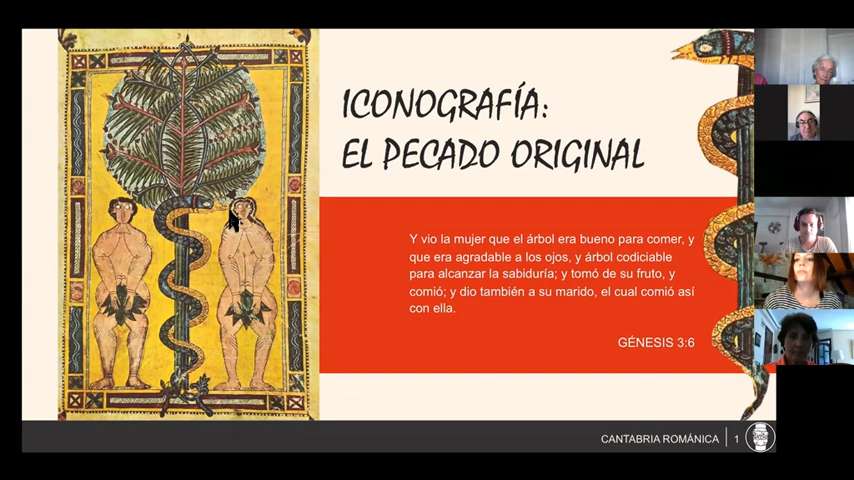 ICONOGRAFÍA:
EL PECADO ORIGINAL
Y vio la mujer que el árbol era bueno para comer, y
que era agradable a los ojos, y árbol codiciable
para alcanzar la sabiduría; y tomó de su fruto, y
comió; y dio también a su marido, el cual comió así
con ella.
GÉNESIS 3:6
CANTABRIA ROMÁNICA
1